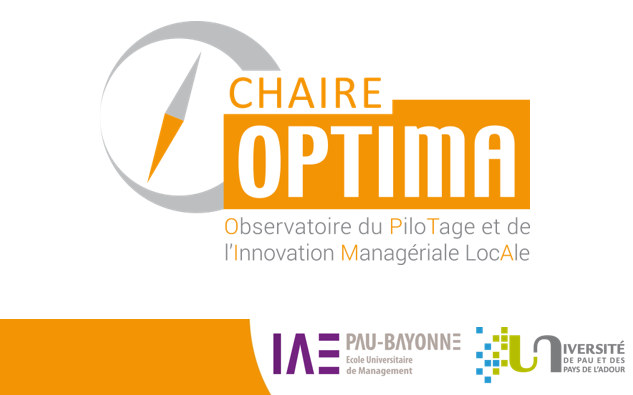 CHAIRE
OPTIMA
Observatoire du PiloTage et de
l'Innovation Managériale LocAle
IAE PAU-BAYONNE
Ecole Universitaire
de Management
UNIVERSITÉ
DE PAU ET DES
PAYS DE L'ADOUR